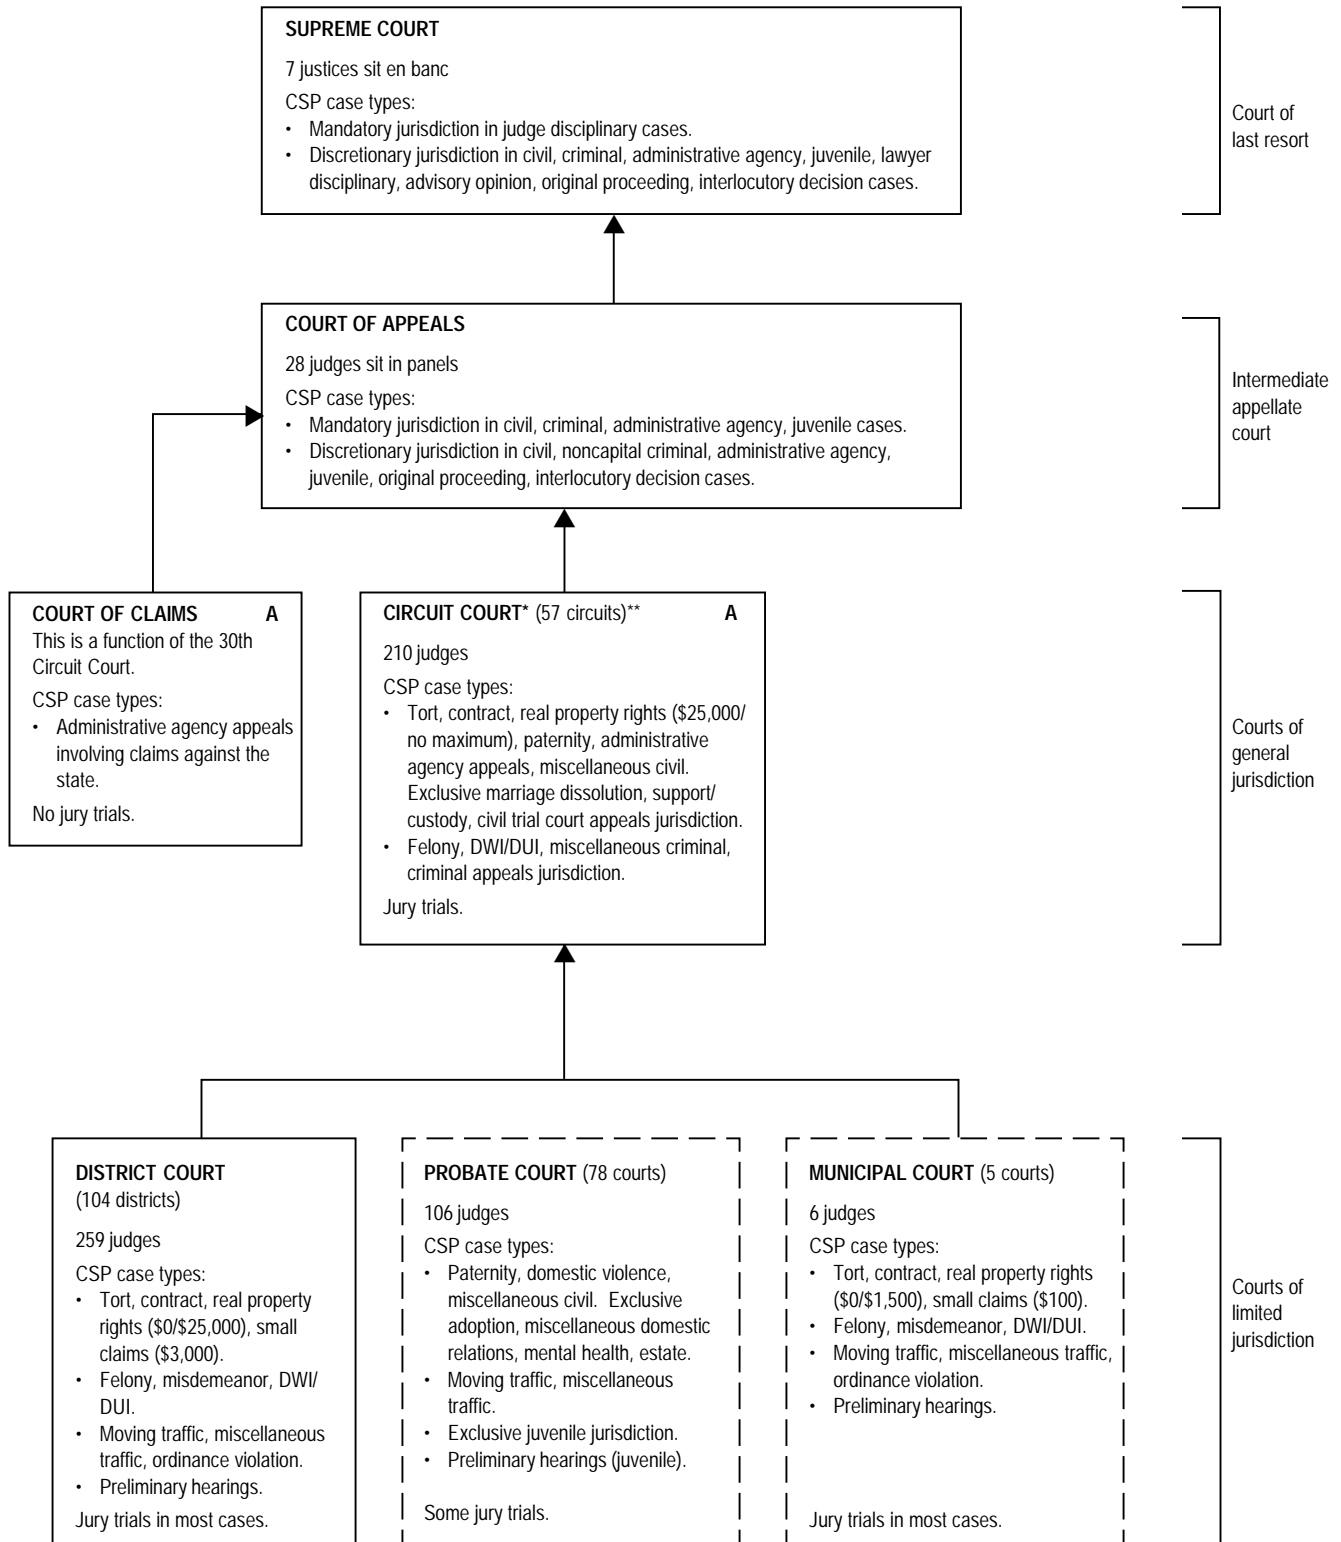 SUPREME COURT
7 justices sit en banc
CSP case types:
• Mandatory jurisdiction in judge disciplinary cases.
• Discretionary jurisdiction in civil, criminal, administrative agency, juvenile, lawyer
disciplinary, advisory opinion, original proceeding, interlocutory decision cases.
Court of
last resort
COURT OF APPEALS
28 judges sit in panels
CSP case types:
• Mandatory jurisdiction in civil, criminal, administrative agency, juvenile cases.
• Discretionary jurisdiction in civil, noncapital criminal, administrative agency,
juvenile, original proceeding, interlocutory decision cases.
Intermediate
appellate
court
COURT OF CLAIMS A
This is a function of the 30th
Circuit Court.
CSP case types:
• Administrative agency appeals
involving claims against the
state.
No jury trials.
CIRCUIT COURT* (57 circuits)** A
210 judges
CSP case types:
• Tort, contract, real property rights ($25,000/
no maximum), paternity, administrative
agency appeals, miscellaneous civil.
Exclusive marriage dissolution, support/
custody, civil trial court appeals jurisdiction.
• Felony, DWI/DUI, miscellaneous criminal,
criminal appeals jurisdiction.
Jury trials.
Courts of
general
jurisdiction
DISTRICT COURT
(104 districts)
259 judges
CSP case types:
• Tort, contract, real property
rights ($0/$25,000), small
claims ($3,000).
• Felony, misdemeanor, DWI/
DUI.
• Moving traffic, miscellaneous
traffic, ordinance violation.
• Preliminary hearings.
Jury trials in most cases.
PROBATE COURT (78 courts)
106 judges
CSP case types:
• Paternity, domestic violence,
miscellaneous civil. Exclusive
adoption, miscellaneous domestic
relations, mental health, estate.
• Moving traffic, miscellaneous
traffic.
• Exclusive juvenile jurisdiction.
• Preliminary hearings (juvenile).
Some jury trials.
MUNICIPAL COURT (5 courts)
6 judges
CSP case types:
• Tort, contract, real property rights
($0/$1,500), small claims ($100).
• Felony, misdemeanor, DWI/DUI.
• Moving traffic, miscellaneous traffic,
ordinance violation.
• Preliminary hearings.
Jury trials in most cases.
Courts of
limited
jurisdiction